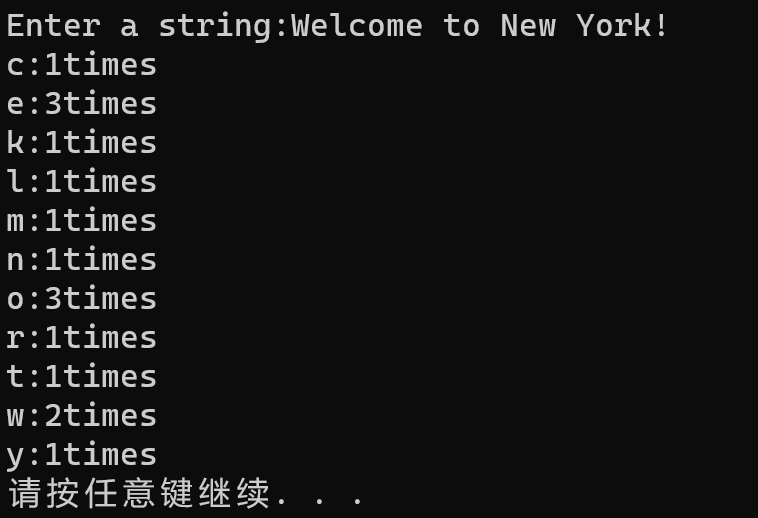 Enter a string:Welcome to New York!
c:1times
e:3times
k:1times
l:1times
m:1times
n:1times
o:3times
r:1times
t:1times
w:2times
y:1times
请按任意键继续. . .